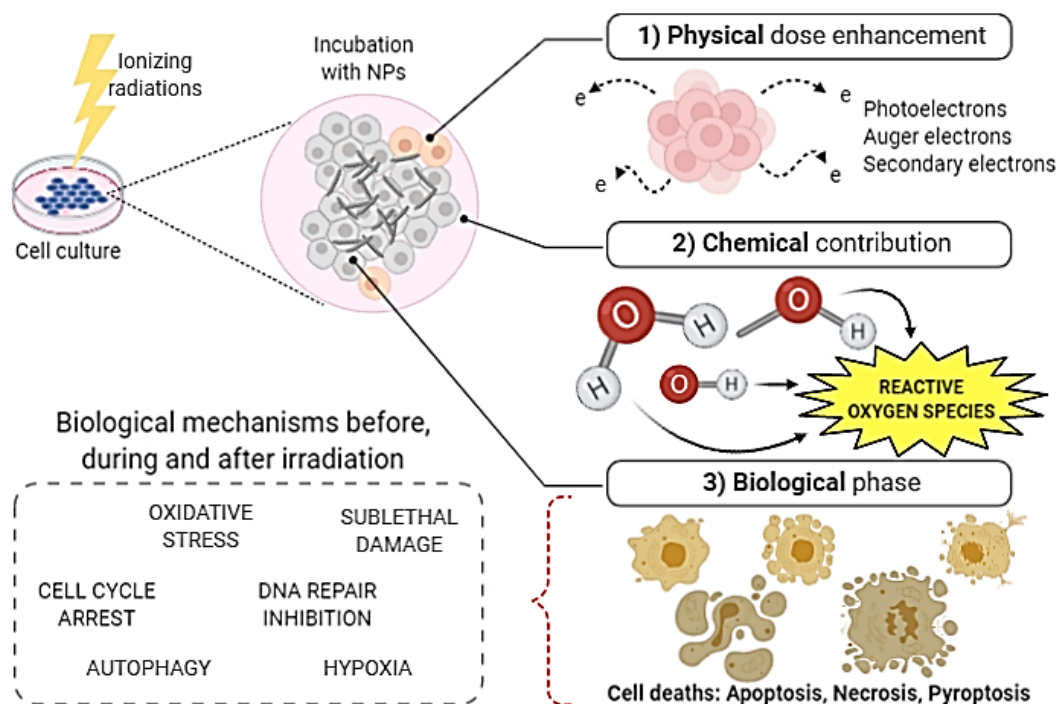 Ionizing
radiations
Cell culture
Incubation
with NPs
1) Physical dose enhancement
e
e
e
e
Photoelectrons
Auger electrons
Secondary electrons
2) Chemical contribution
O
H
H
O
H
O
H
REACTIVE
OXYGEN SPECIES
Biological mechanisms before,
during and after irradiation
OXIDATIVE
STRESS
SUBLETHAL
DAMAGE
CELL CYCLE
ARREST
DNA REPAIR
INHIBITION
AUTOPHAGY
HYPOXIA
3) Biological phase
Cell deaths: Apoptosis, Necrosis, Pyroptosis